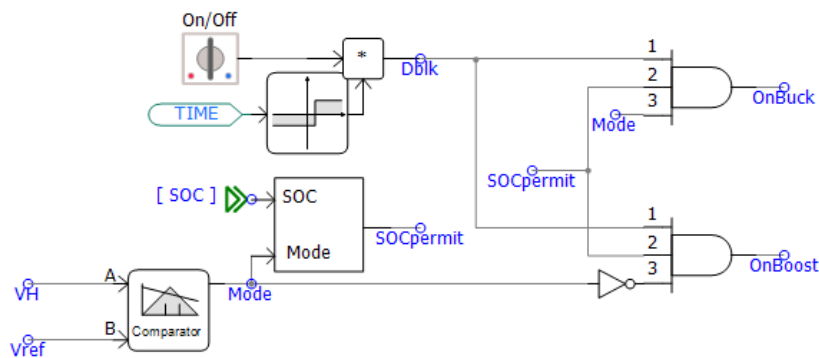 On/Off
*
Dblk
TIME
1
2
3
Mode
OnBuck
SOCpermit
[ SOC ]
SOC
Mode
SOCpermit
1
2
3
OnBoost
VH
A
Mode
B
Comparator
Vref